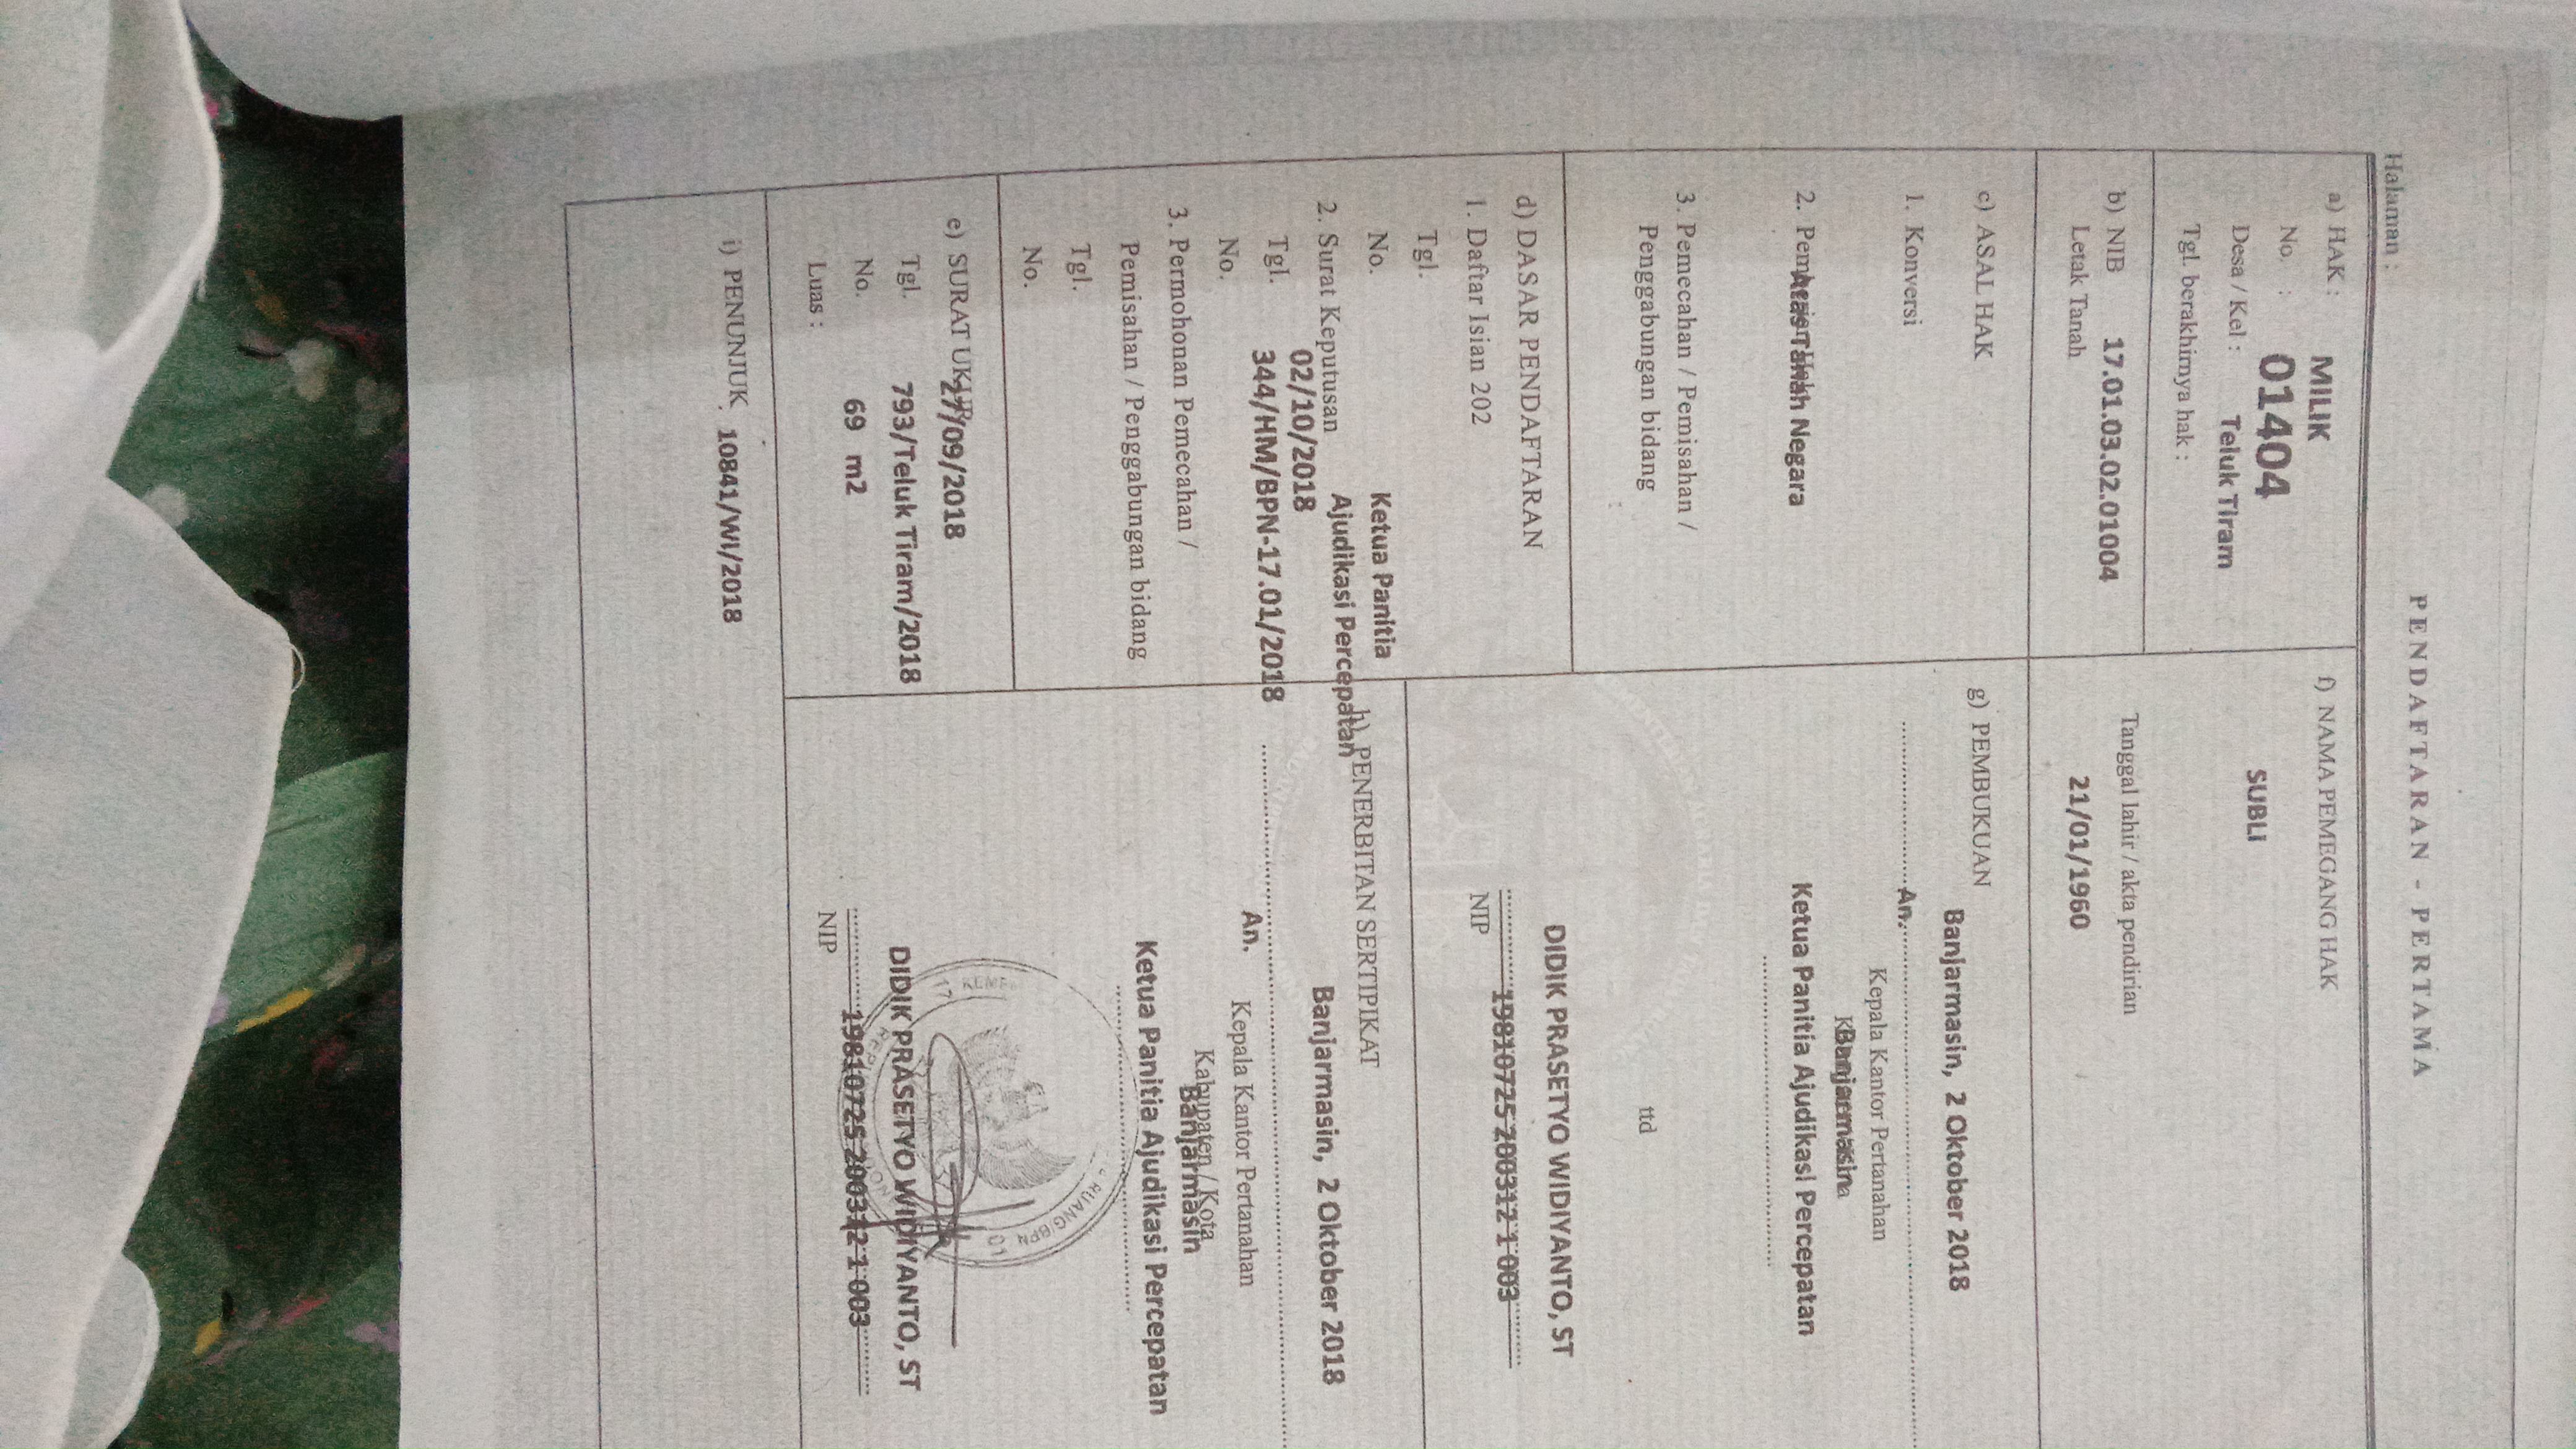 Halaman :
PENDAFTARAN - PERTAMA
a) HAK : MILIK
No. : 01404
Desa / Kel : Teluk Tiram
Tgl. berakhirnya hak :
b) NIB 17.01.03.02.01004
Letak Tanah
c) ASAL HAK
1. Konversi
2. Atas Tanah Negara
3. Pemecahan / Pemisahan /
Penggabungan bidang :
d) DASAR PENDAFTARAN
1. Daftar Isian 202
Tgl.
No. Ketua Panitia
2. Surat Keputusan Ajudikasi Percepatan
Tgl. 02/10/2018
No. 344/HM/BPN-17.01/2018
3. Permohonan Pemecahan /
Pemisahan / Penggabungan bidang
Tgl.
No.
e) SURAT UKUR
Tgl. 27/09/2018
No. 793/Teluk Tiram/2018
Luas : 69 m2
f) NAMA PEMEGANG HAK
SUBLI
Tanggal lahir / akta pendirian
21/01/1960
g) PEMBUKUAN
Banjarmasin, 2 Oktober 2018
An.
Kepala Kantor Pertanahan
Banjarmasin
Ketua Panitia Ajudikasi Percepatan
ttd
DIDIK PRASETYO WIDIYANTO, ST
19810725 200312 1 003
NIP
h) PENERBITAN SERTIPIKAT
Banjarmasin, 2 Oktober 2018
An.
Kepala Kantor Pertanahan
Kabupaten / Kota
Banjarmasin
Ketua Panitia Ajudikasi Percepatan
RUANG/BPN
17
01
DIDIK PRASETYO WIDIYANTO, ST
19810725 200312 1 003
NIP
i) PENUNJUK 10841/WI/2018